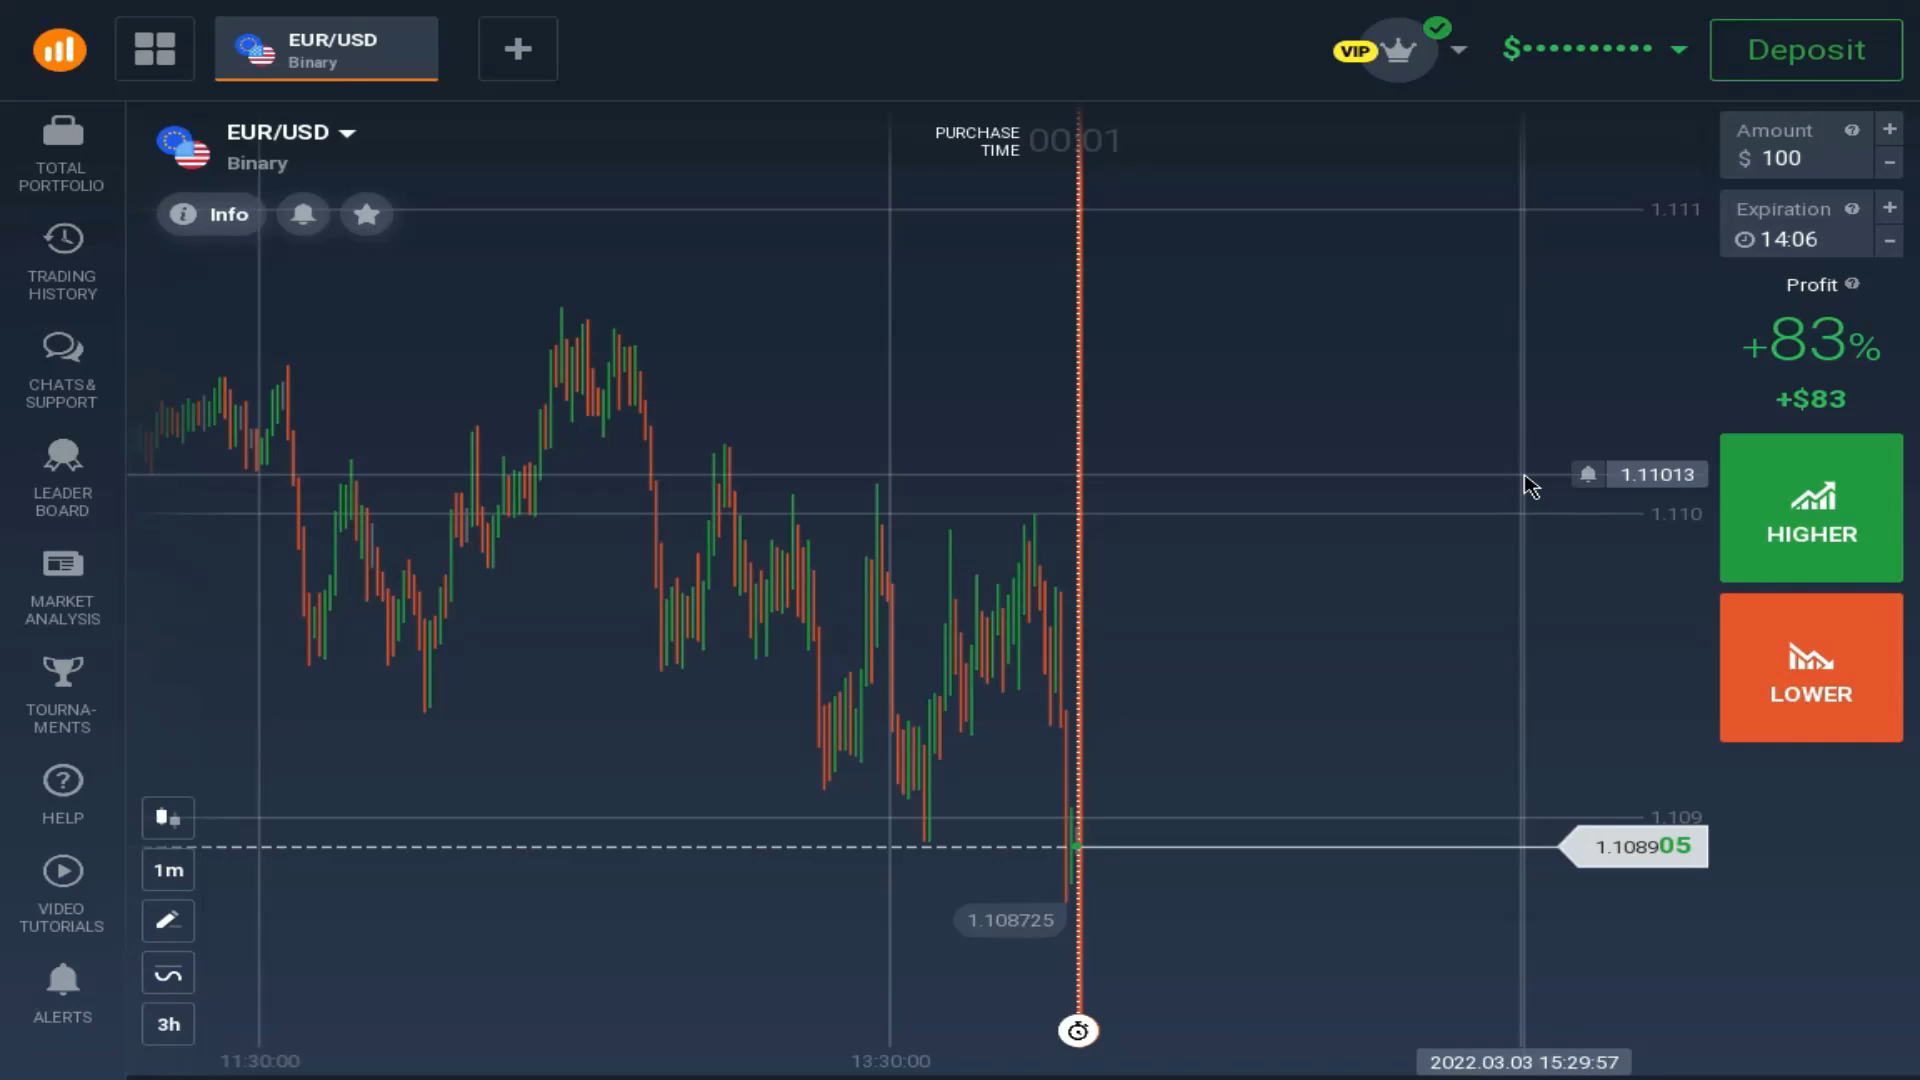 EUR/USD
Binary
VIP
$••••••••••
Deposit
TOTAL
PORTFOLIO
TRADING
HISTORY
CHATS &
SUPPORT
LEADER
BOARD
MARKET
ANALYSIS
TOURNA-
MENTS
HELP
VIDEO
TUTORIALS
ALERTS
EUR/USD
Binary
Info
PURCHASE
TIME
00:01
1.111
1.11013
1.110
1.109
1.108905
1.108725
1m
3h
11:30:00
13:30:00
2022.03.03 15:29:57
Amount
$ 100
+
-
Expiration
14:06
+
-
Profit
+83%
+$83
HIGHER
LOWER